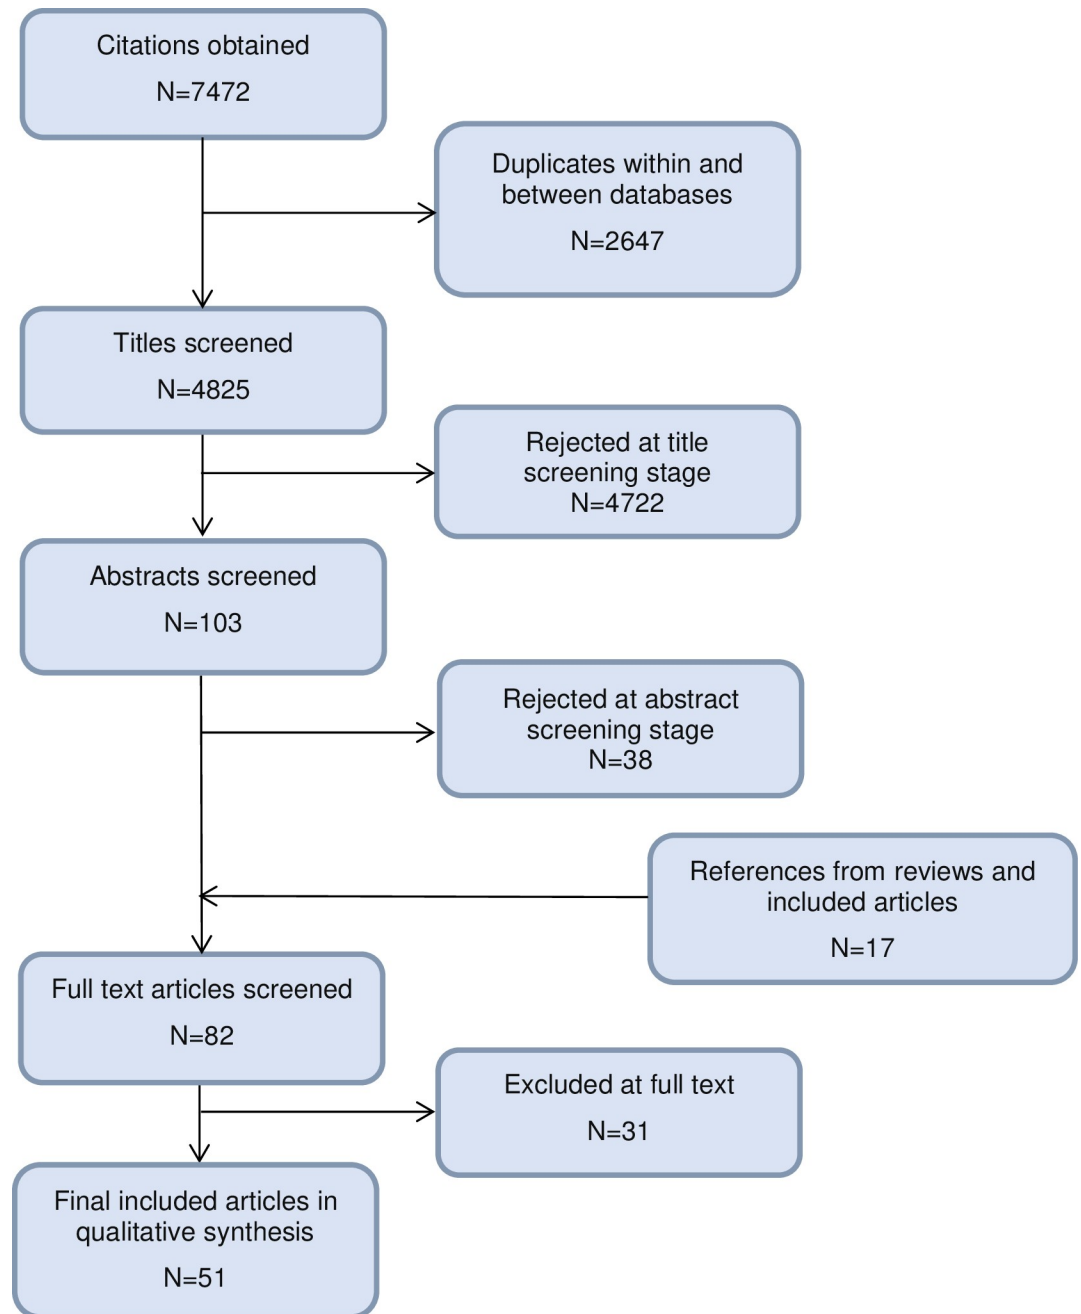 Citations obtained
N=7472
Duplicates within and
between databases
N=2647
Titles screened
N=4825
Rejected at title
screening stage
N=4722
Abstracts screened
N=103
Rejected at abstract
screening stage
N=38
References from reviews and
included articles
N=17
Full text articles screened
N=82
Excluded at full text
N=31
Final included articles in
qualitative synthesis
N=51